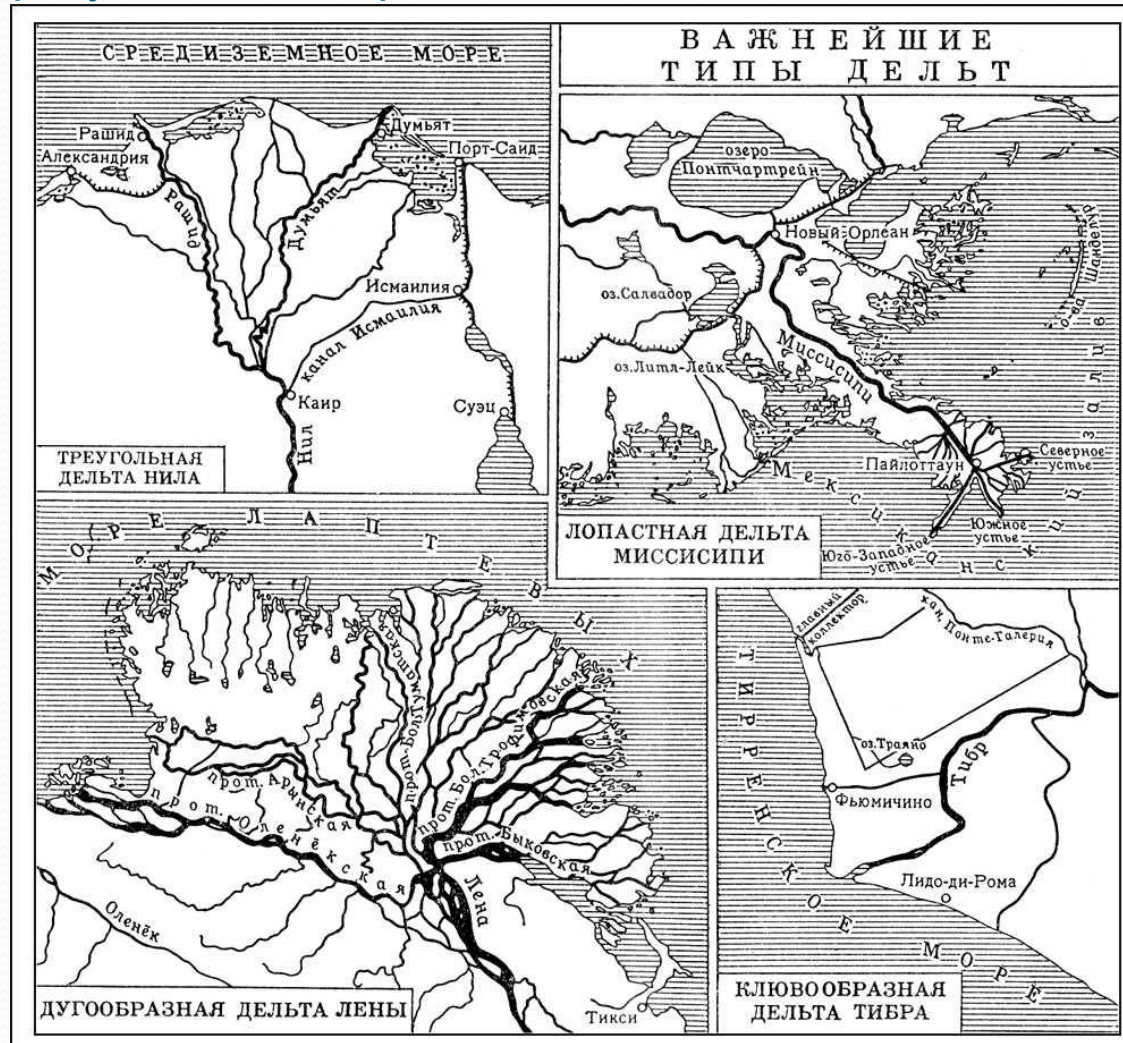 СРЕДИЗЕМНОЕ МОРЕ
Рашид
Александрия
Думьят
Порт-Саид
Рашид
Думьят
Исмаилия
канал Исмаилия
Каир
Суэц
Нил
ТРЕУГОЛЬНАЯ
ДЕЛЬТА НИЛА
ВАЖНЕЙШИЕ
ТИПЫ ДЕЛЬТ
озеро
Понтчартрейн
Новый Орлеан
о-ва Шанделур
оз.Салвадор
оз.Литл-Лейк
Миссисипи
Пайлоттаун
Северное
устье
Южное
устье
Юго-Западное
устье
Мексиканский залив
ЛОПАСТНАЯ ДЕЛЬТА
МИССИСИПИ
МОРЕ ЛАПТЕВЫХ
прот. Бол. Туматская
прот. Бол. Трофимовская
прот. Быковская
прот. Арынская
прот. Оленёкская
Лена
Оленёк
Тикси
ДУГООБРАЗНАЯ ДЕЛЬТА ЛЕНЫ
главный
коллектор
кан. Понте-Галерия
ТИРРЕНСКОЕ МОРЕ
оз.Траяно
Тибр
Фьюмичино
Лидо-ди-Рома
КЛЮВООБРАЗНАЯ
ДЕЛЬТА ТИБРА